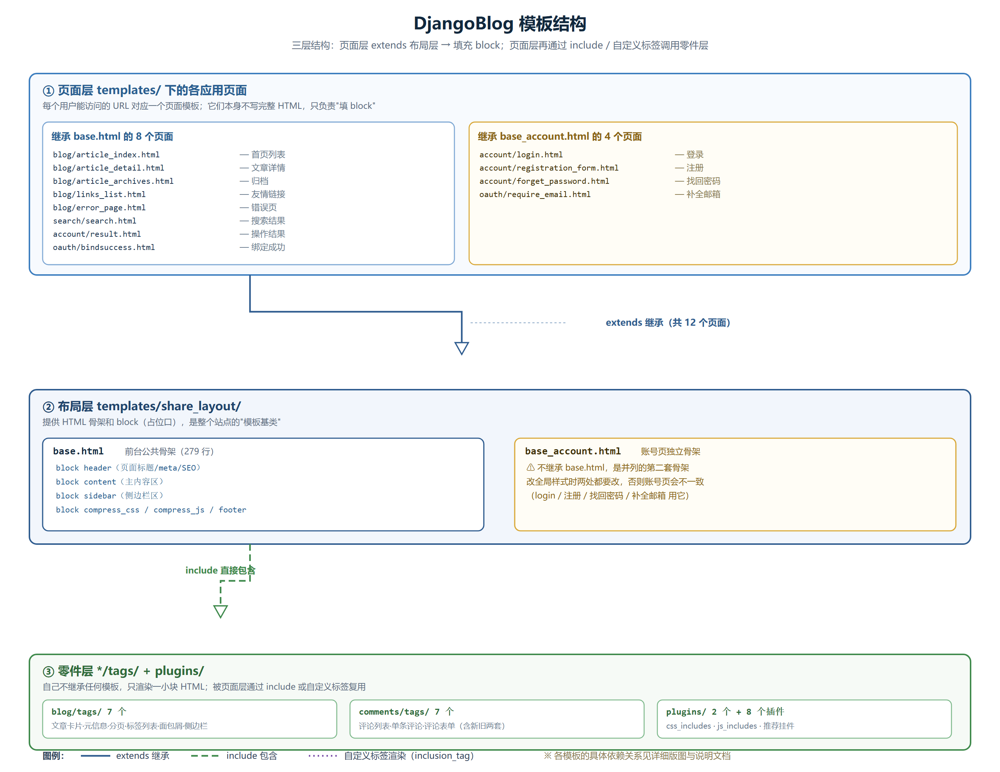 DjangoBlog 模板结构
三层结构：页面层 extends 布局层 → 填充 block；页面层再通过 include / 自定义标签调用零件层
① 页面层 templates/ 下的各应用页面
每个用户能访问的 URL 对应一个页面模板；它们本身不写完整 HTML，只负责"填 block"
继承 base.html 的 8 个页面
blog/article_index.html — 首页列表
blog/article_detail.html — 文章详情
blog/article_archives.html — 归档
blog/links_list.html — 友情链接
blog/error_page.html — 错误页
search/search.html — 搜索结果
account/result.html — 操作结果
oauth/bindsuccess.html — 绑定成功
继承 base_account.html 的 4 个页面
account/login.html — 登录
account/registration_form.html — 注册
account/forget_password.html — 找回密码
oauth/require_email.html — 补全邮箱
extends 继承（共 12 个页面）
② 布局层 templates/share_layout/
提供 HTML 骨架和 block（占位口），是整个站点的"模板基类"
base.html 前台公共骨架（279 行）
block header（页面标题/meta/SEO）
block content（主内容区）
block sidebar（侧边栏区）
block compress_css / compress_js / footer
base_account.html 账号页独立骨架
⚠ 不继承 base.html，是并列的第二套骨架
改全局样式时两处都要改，否则账号页会不一致
（login / 注册 / 找回密码 / 补全邮箱 用它）
include 直接包含
③ 零件层 */tags/ + plugins/
自己不继承任何模板，只渲染一小块 HTML；被页面层通过 include 或自定义标签复用
blog/tags/ 7 个
文章卡片·元信息·分页·标签列表·面包屑·侧边栏
comments/tags/ 7 个
评论列表·单条评论·评论表单（含新旧两套）
plugins/ 2 个 + 8 个插件
css_includes · js_includes · 推荐挂件
图例： extends 继承 include 包含 自定义标签渲染（inclusion_tag） ※ 各模板的具体依赖关系见详细版图与说明文档